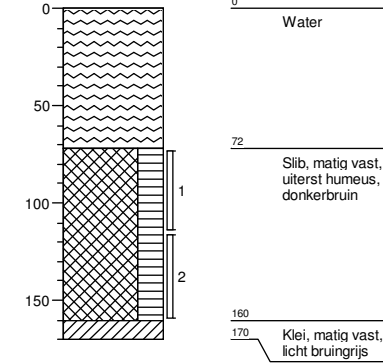 0
0
Water
50
72
Slib, matig vast,
uiterst humeus,
donkerbruin
1
100
2
150
160
170
Klei, matig vast,
licht bruingrijs